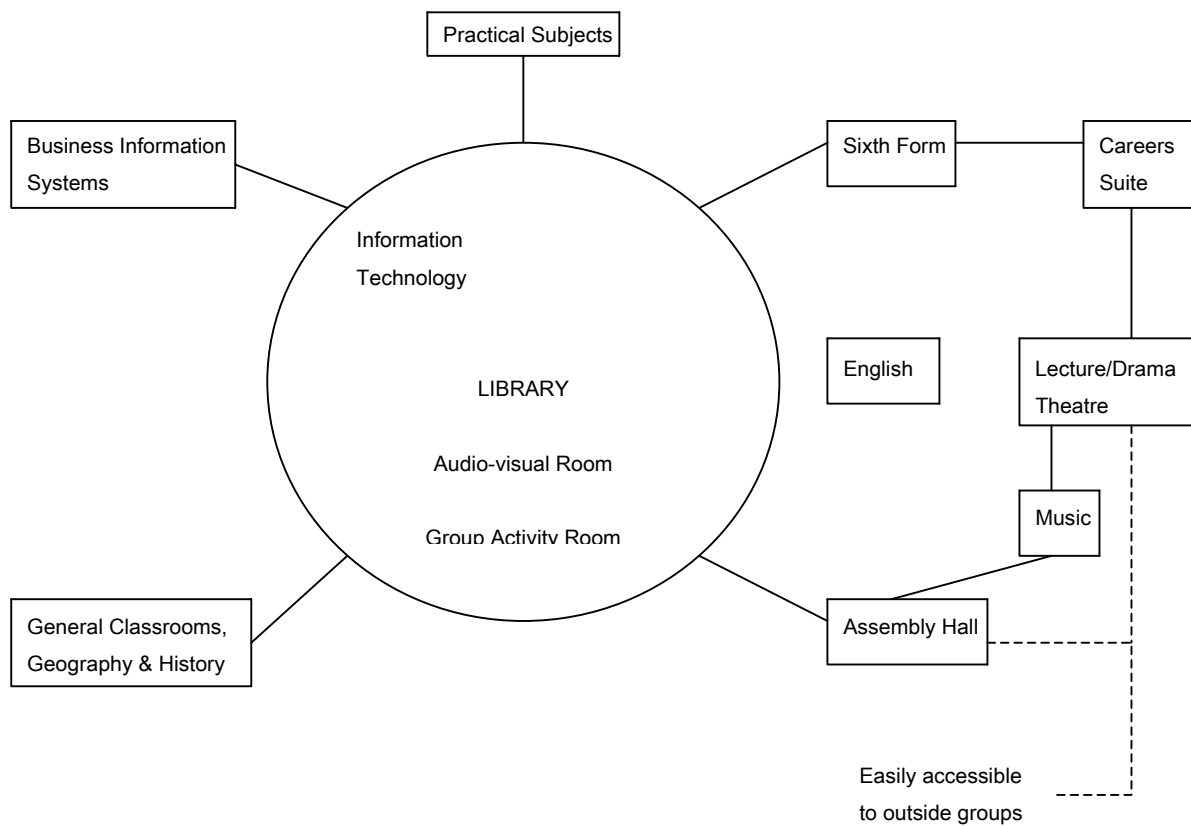 Practical Subjects
Business Information
Systems
Sixth Form
Careers
Suite
Information
Technology
English
Lecture/Drama
Theatre
LIBRARY
Audio-visual Room
Music
Group Activity Room
General Classrooms,
Geography & History
Assembly Hall
Easily accessible
to outside groups